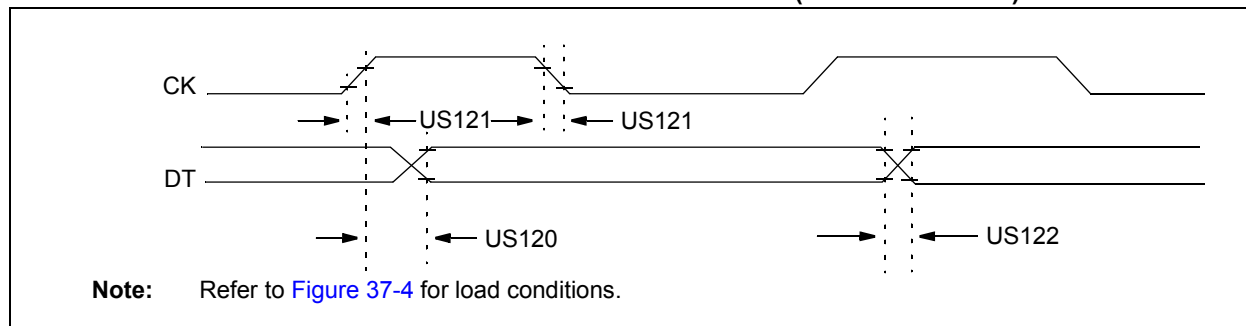 CK
US121
US121
DT
US120
US122
Note: Refer to Figure 37-4 for load conditions.